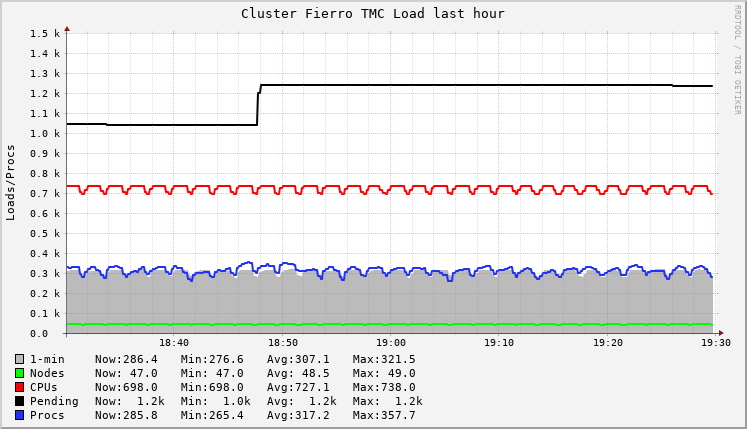 Cluster Fierro TMC Load last hour
RRDTOOL / TOBI OETIKER
Loads/Procs
1.5 k
1.4 k
1.3 k
1.2 k
1.1 k
1.0 k
0.9 k
0.8 k
0.7 k
0.6 k
0.5 k
0.4 k
0.3 k
0.2 k
0.1 k
0.0
18:40 18:50 19:00 19:10 19:20 19:30
1-min Now:286.4 Min:276.6 Avg:307.1 Max:321.5
Nodes Now: 47.0 Min: 47.0 Avg: 48.5 Max: 49.0
CPUs Now:698.0 Min:698.0 Avg:727.1 Max:738.0
Pending Now: 1.2k Min: 1.0k Avg: 1.2k Max: 1.2k
Procs Now:285.8 Min:265.4 Avg:317.2 Max:357.7